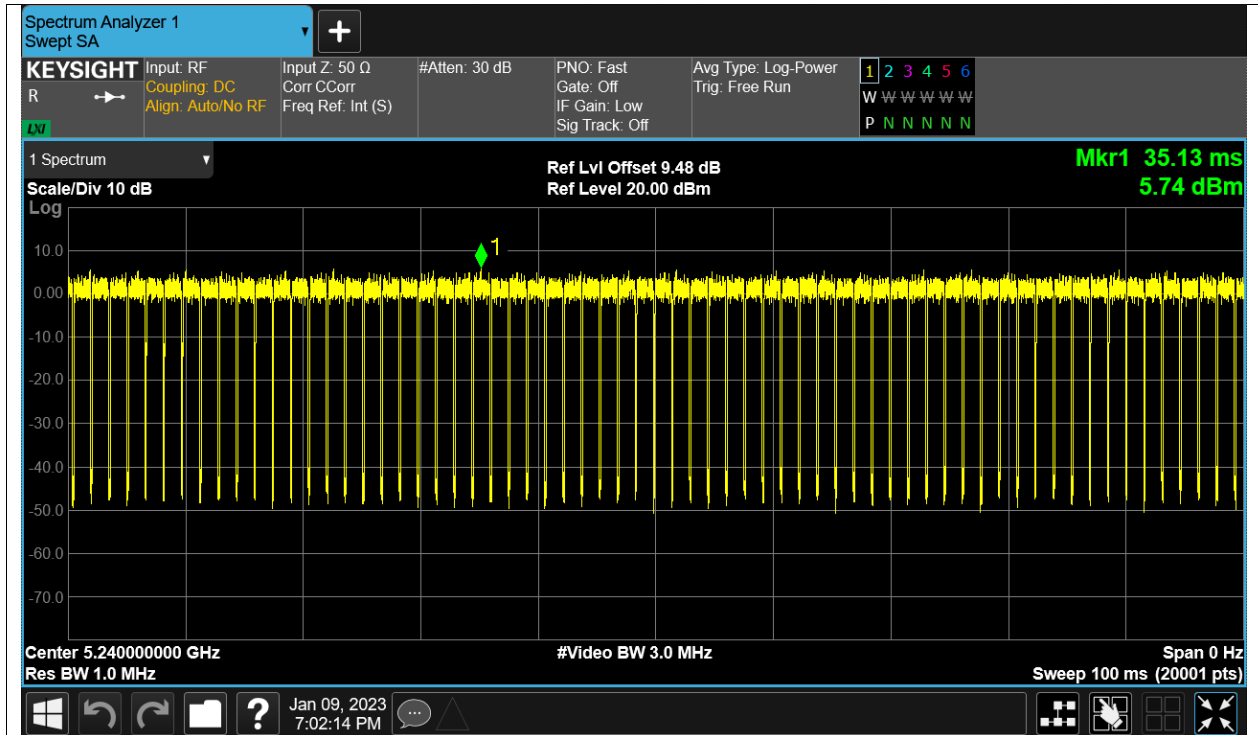 Spectrum Analyzer 1
Swept SA
+
KEYSIGHT
R
LXI
Input: RF
Coupling: DC
Align: Auto/No RF
Input Z: 50 Ω
Corr CCorr
Freq Ref: Int (S)
#Atten: 30 dB
PNO: Fast
Gate: Off
IF Gain: Low
Sig Track: Off
Avg Type: Log-Power
Trig: Free Run
1 2 3 4 5 6
W W W W W W
P N N N N N
1 Spectrum
Scale/Div 10 dB
Log
Ref Lvl Offset 9.48 dB
Ref Level 20.00 dBm
Mkr1 35.13 ms
5.74 dBm
1
10.0
0.00
-10.0
-20.0
-30.0
-40.0
-50.0
-60.0
-70.0
Center 5.240000000 GHz
Res BW 1.0 MHz
#Video BW 3.0 MHz
Span 0 Hz
Sweep 100 ms (20001 pts)
?
Jan 09, 2023
7:02:14 PM